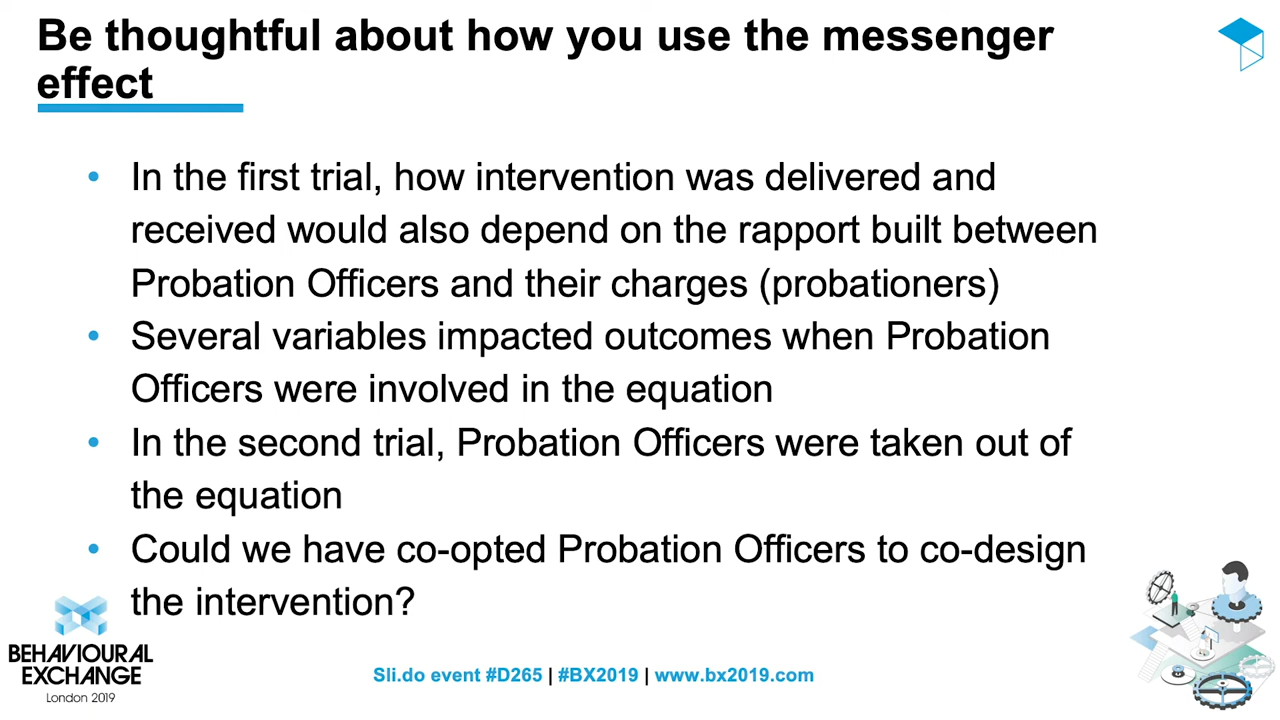 Be thoughtful about how you use the messenger
effect
• In the first trial, how intervention was delivered and
received would also depend on the rapport built between
Probation Officers and their charges (probationers)
• Several variables impacted outcomes when Probation
Officers were involved in the equation
• In the second trial, Probation Officers were taken out of
the equation
• Could we have co-opted Probation Officers to co-design
the intervention?
BEHAVIOURAL
EXCHANGE
London 2019
Sli.do event #D265 | #BX2019 | www.bx2019.com